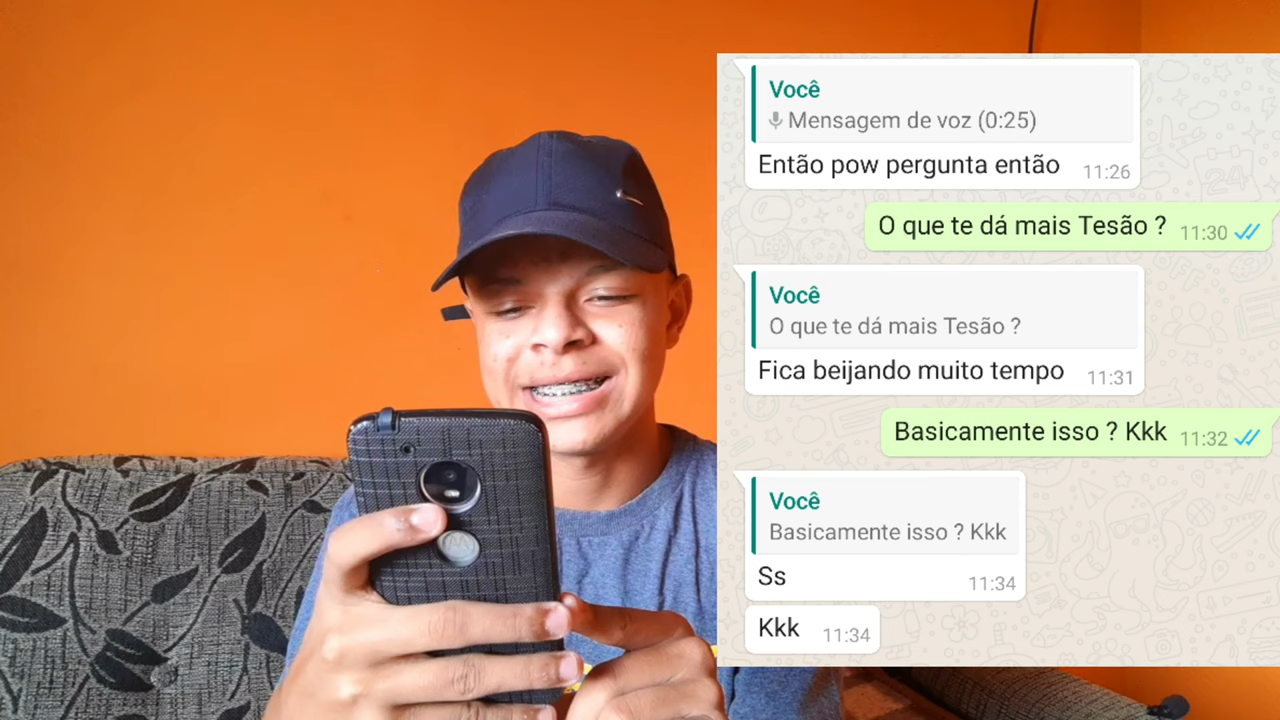 Você
Mensagem de voz (0:25)
Então pow pergunta então 11:26
O que te dá mais Tesão ? 11:30
Você
O que te dá mais Tesão ?
Fica beijando muito tempo 11:31
Basicamente isso ? Kkk 11:32
Você
Basicamente isso ? Kkk
Ss 11:34
Kkk 11:34